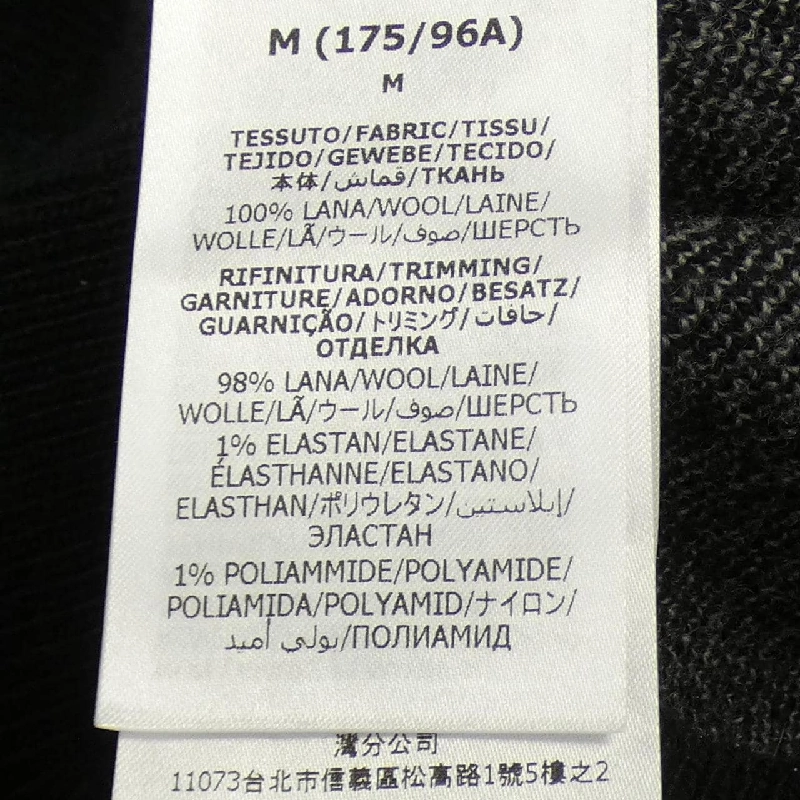 M (175/96A)
M
TESSUTO/FABRIC/TISSU/
TEJIDO/GEWEBE/TECIDO/
本体/قماش/ТКАНЬ
100% LANA/WOOL/LAINE/
WOLLE/LÃ/ウール/صوف/ШЕРСТЬ
RIFINITURA/TRIMMING/
GARNITURE/ADORNO/BESATZ/
GUARNIÇÃO/トリミング/حافات/
ОТДЕЛКА
98% LANA/WOOL/LAINE/
WOLLE/LÃ/ウール/صوف/ШЕРСТЬ
1% ELASTAN/ELASTANE/
ÉLASTHANNE/ELASTANO/
ELASTHAN/ポリウレタン/إيلاستين/
ЭЛАСТАН
1% POLIAMMIDE/POLYAMIDE/
POLIAMIDA/POLYAMID/ナイロン/
بولي أميد/ПОЛИАМИД
灣分公司
11073台北市信義區松高路1號5樓之2